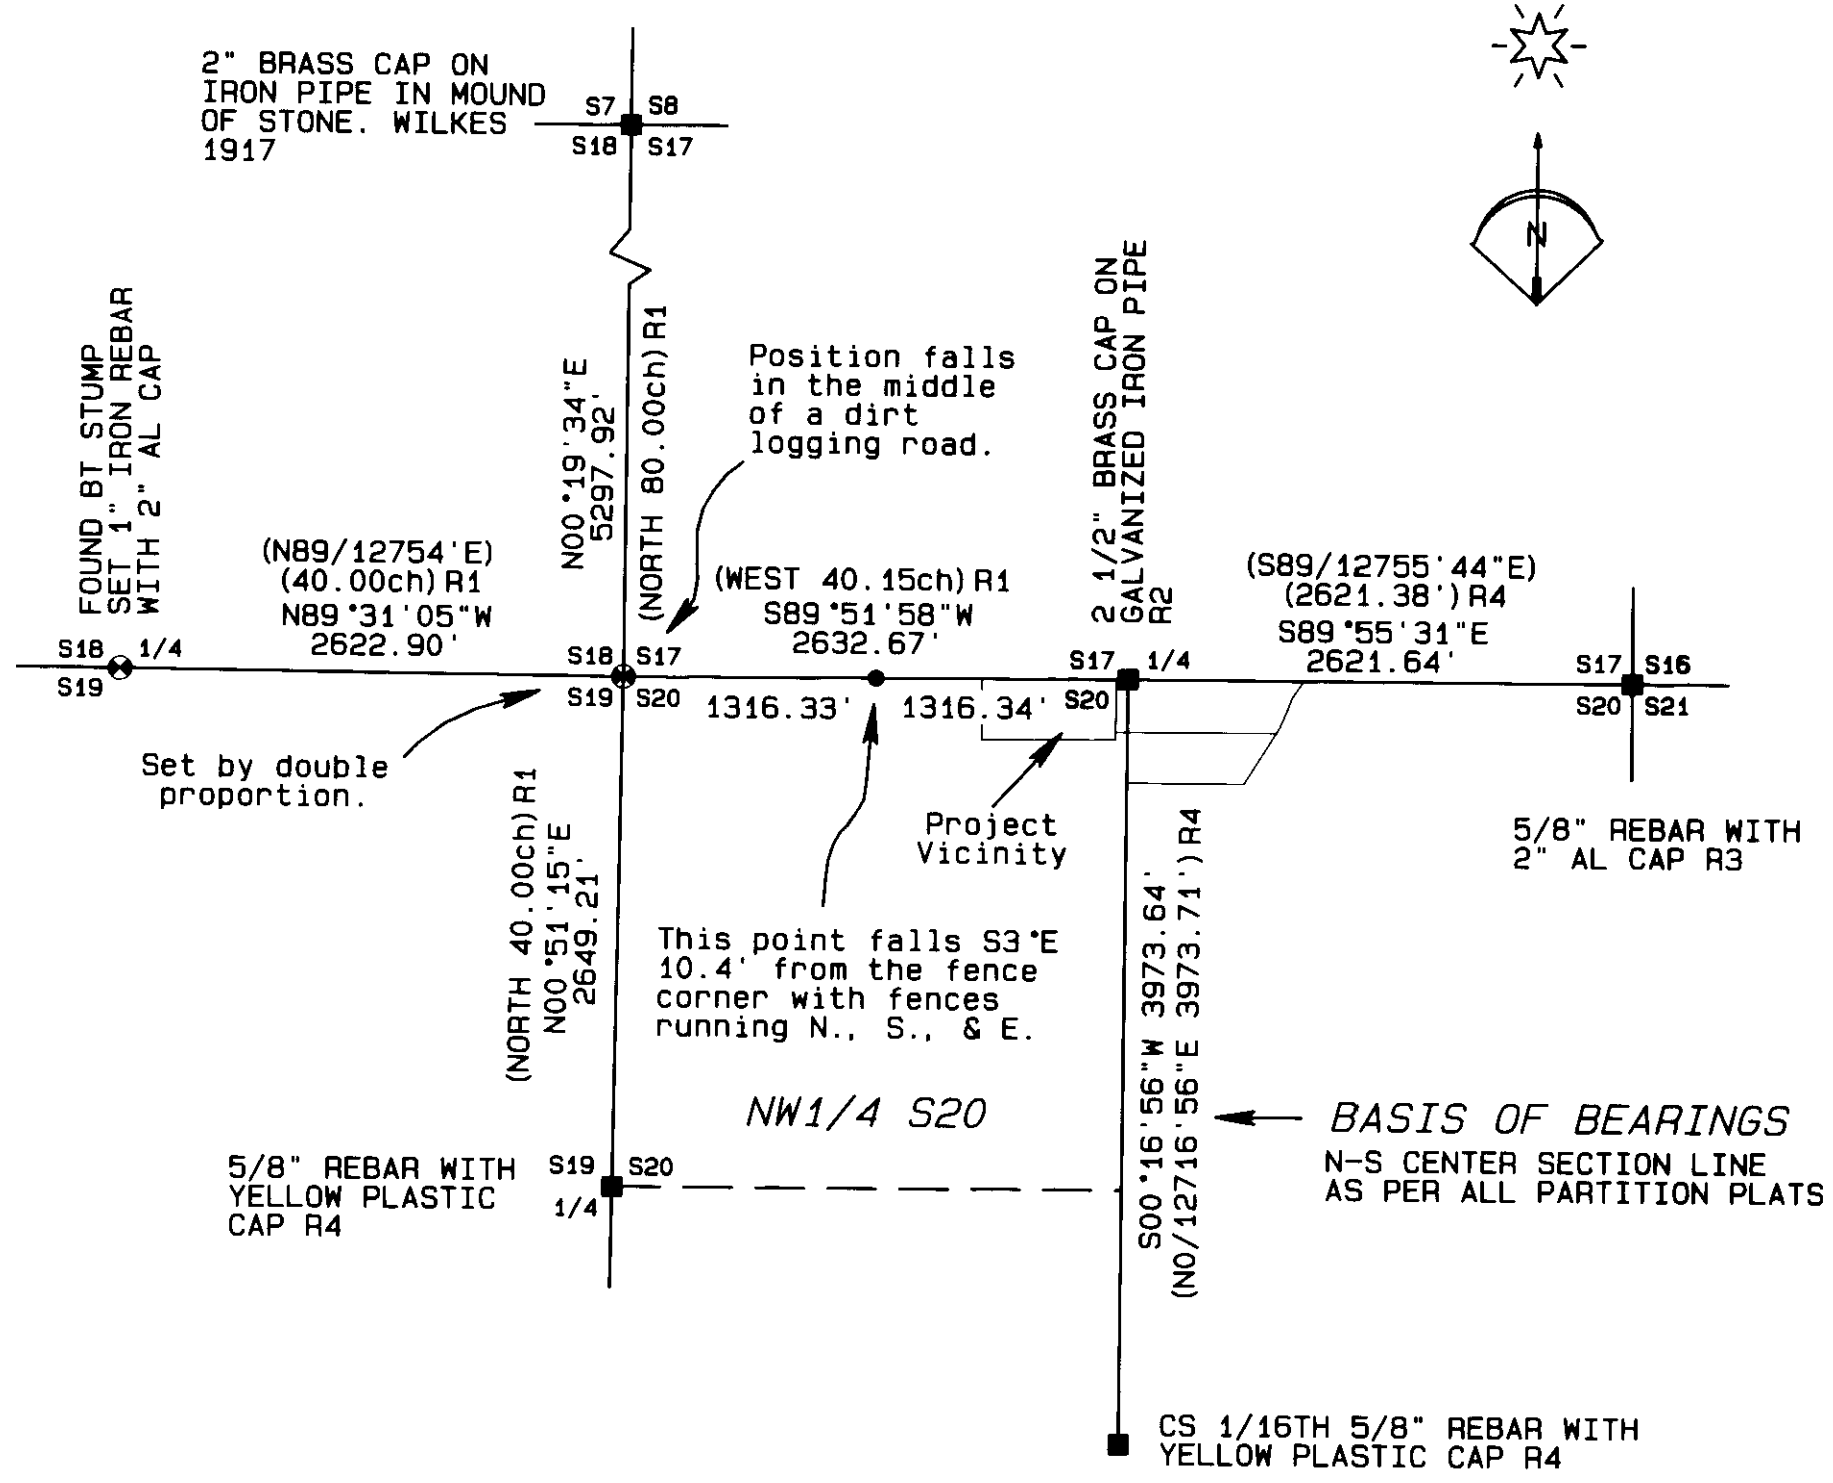 2" BRASS CAP ON
IRON PIPE IN MOUND
OF STONE. WILKES
1917
S7
S8
S18
S17
N
FOUND BT STUMP
SET 1" IRON REBAR
WITH 2" AL CAP
N00°19'34"E
5297.92'
(NORTH 80.00ch)R1
Position falls
in the middle
of a dirt
logging road.
2 1/2" BRASS CAP ON
GALVANIZED IRON PIPE
R2
(N89/12754'E)
(40.00ch)R1
N89°31'05"W
2622.90'
(WEST 40.15ch)R1
S89°51'58"W
2632.67'
(S89/12755'44"E)
(2621.38')R4
S89°55'31"E
2621.64'
S18
1/4
S19
S18
S17
S19
S20
S17
1/4
S20
S17
S16
S20
S21
1316.33'
1316.34'
Set by double
proportion.
Project
Vicinity
5/8" REBAR WITH
2" AL CAP R3
(NORTH 40.00ch)R1
N00°51'15"E
2649.21'
This point falls S3°E
10.4' from the fence
corner with fences
running N., S., & E.
S00°16'56"W 3973.64'
(N0/12716'56"E 3973.71')R4
NW1/4 S20
BASIS OF BEARINGS
N-S CENTER SECTION LINE
AS PER ALL PARTITION PLATS
5/8" REBAR WITH
YELLOW PLASTIC
CAP R4
S19
S20
1/4
CS 1/16TH 5/8" REBAR WITH
YELLOW PLASTIC CAP R4